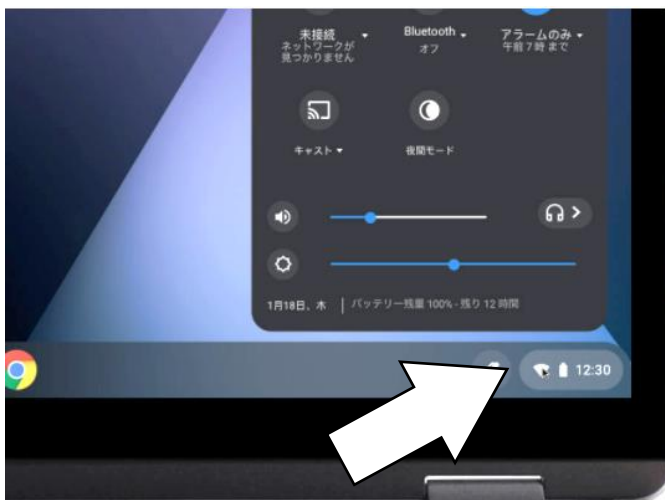 未接続
ネットワークが
見つかりません
Bluetooth
オフ
アラームのみ
午前7時 まで
キャスト
夜間モード
1月18日、木
バッテリー残量 100% - 残り 12 時間
12:30